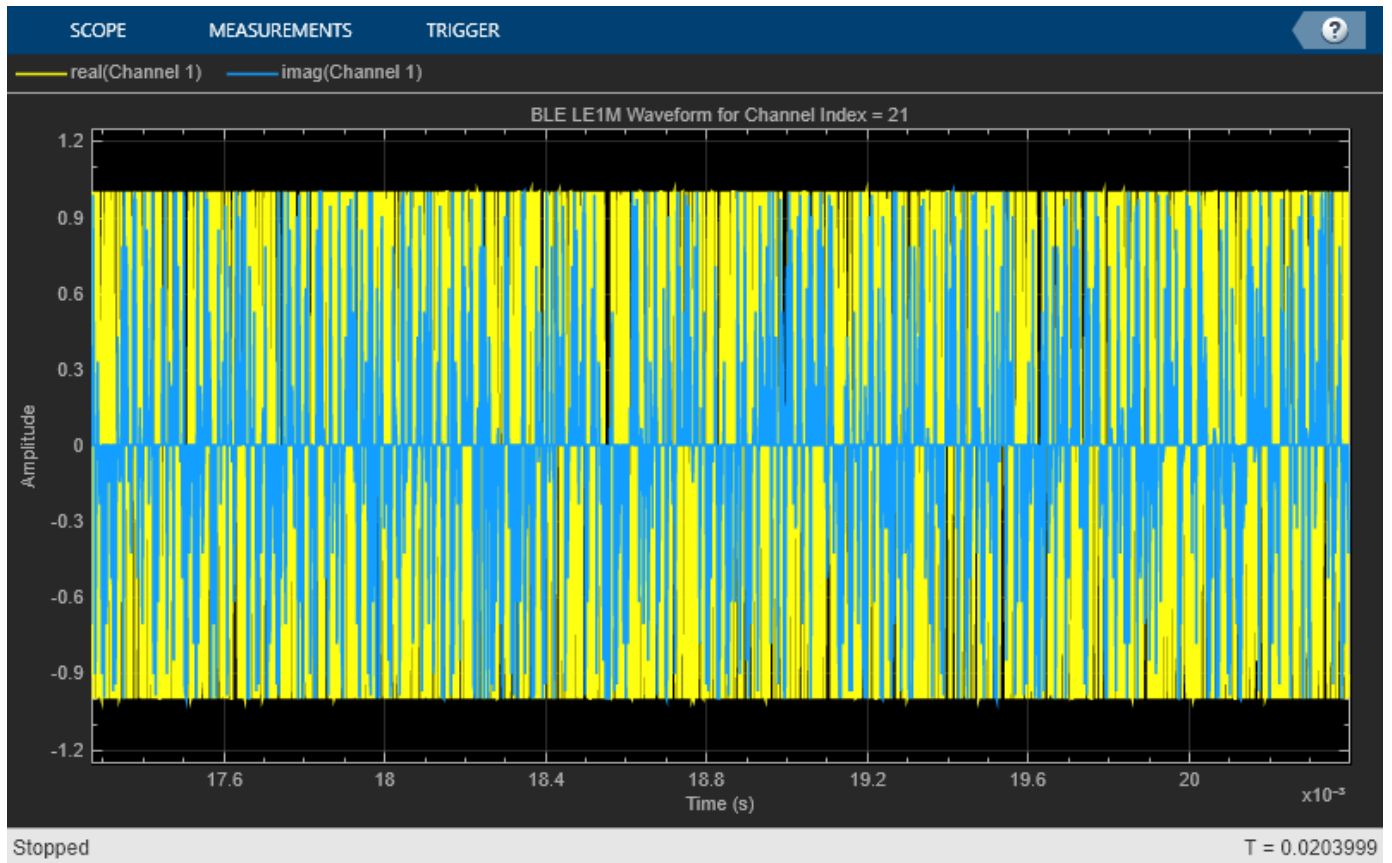 SCOPE MEASUREMENTS TRIGGER ?
real(Channel 1) imag(Channel 1)
BLE LE1M Waveform for Channel Index = 21
1.2
0.9
0.6
0.3
0
-0.3
-0.6
-0.9
-1.2
Amplitude
17.6 18 18.4 18.8 19.2 19.6 20
Time (s)
x10⁻³
Stopped T = 0.0203999